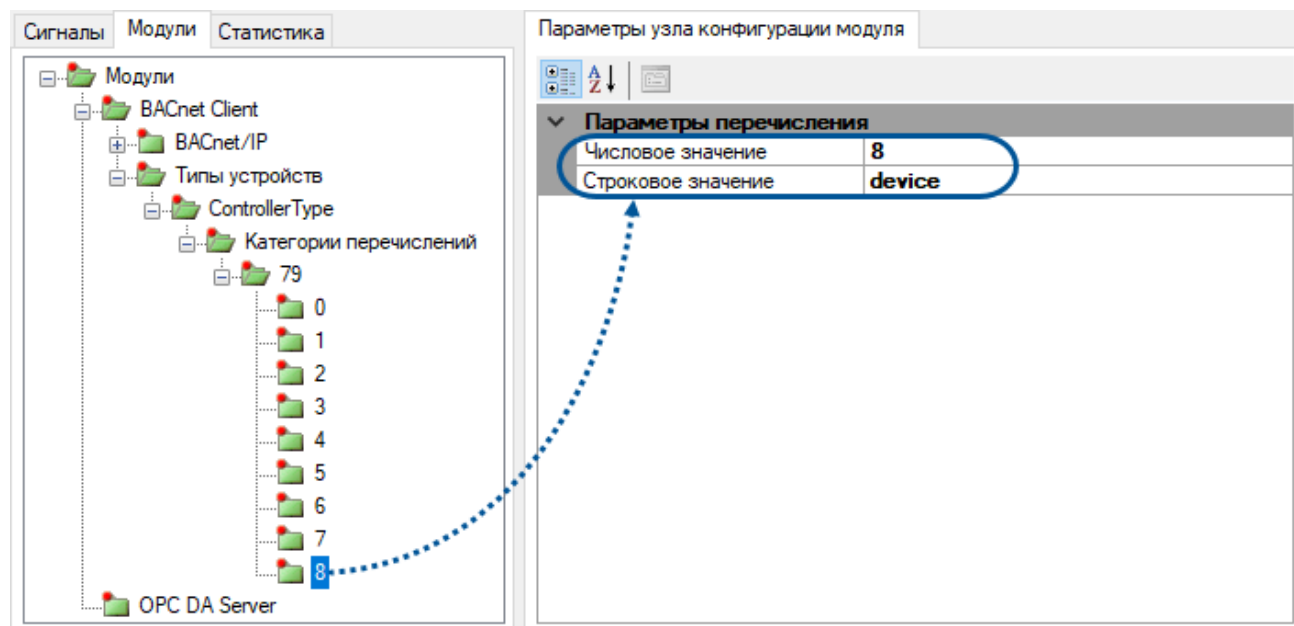 Сигналы Модули Статистика
Модули
BACnet Client
BACnet/IP
Типы устройств
ControllerType
Категории перечислений
79
0
1
2
3
4
5
6
7
8
OPC DA Server
Параметры узла конфигурации модуля
Параметры перечисления
Числовое значение 8
Строковое значение device